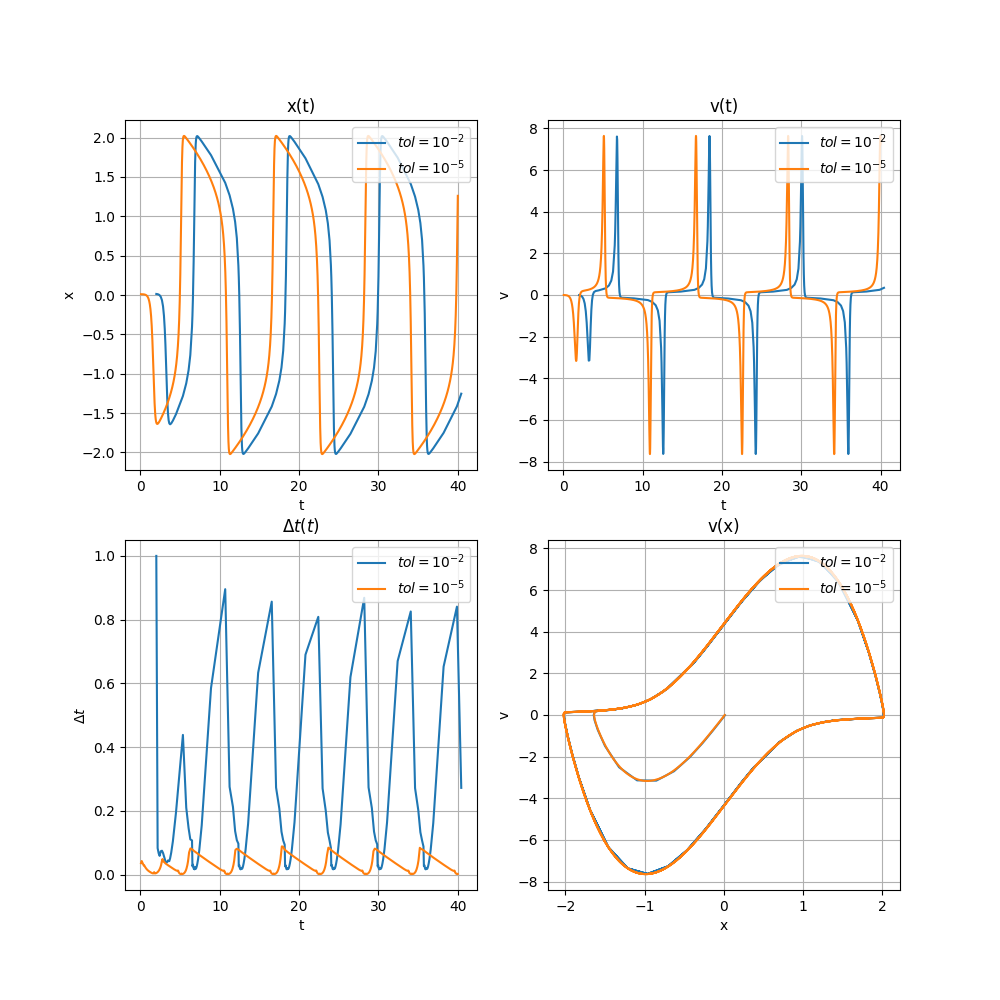 x(t)
x
2.0
1.5
1.0
0.5
0.0
−0.5
−1.0
−1.5
−2.0
0 10 20 30 40
t
tol = 10⁻²
tol = 10⁻⁵
v(t)
v
8
6
4
2
0
−2
−4
−6
−8
0 10 20 30 40
t
tol = 10⁻²
tol = 10⁻⁵
Δt(t)
Δt
1.0
0.8
0.6
0.4
0.2
0.0
0 10 20 30 40
t
tol = 10⁻²
tol = 10⁻⁵
v(x)
v
8
6
4
2
0
−2
−4
−6
−8
−2 −1 0 1 2
x
tol = 10⁻²
tol = 10⁻⁵